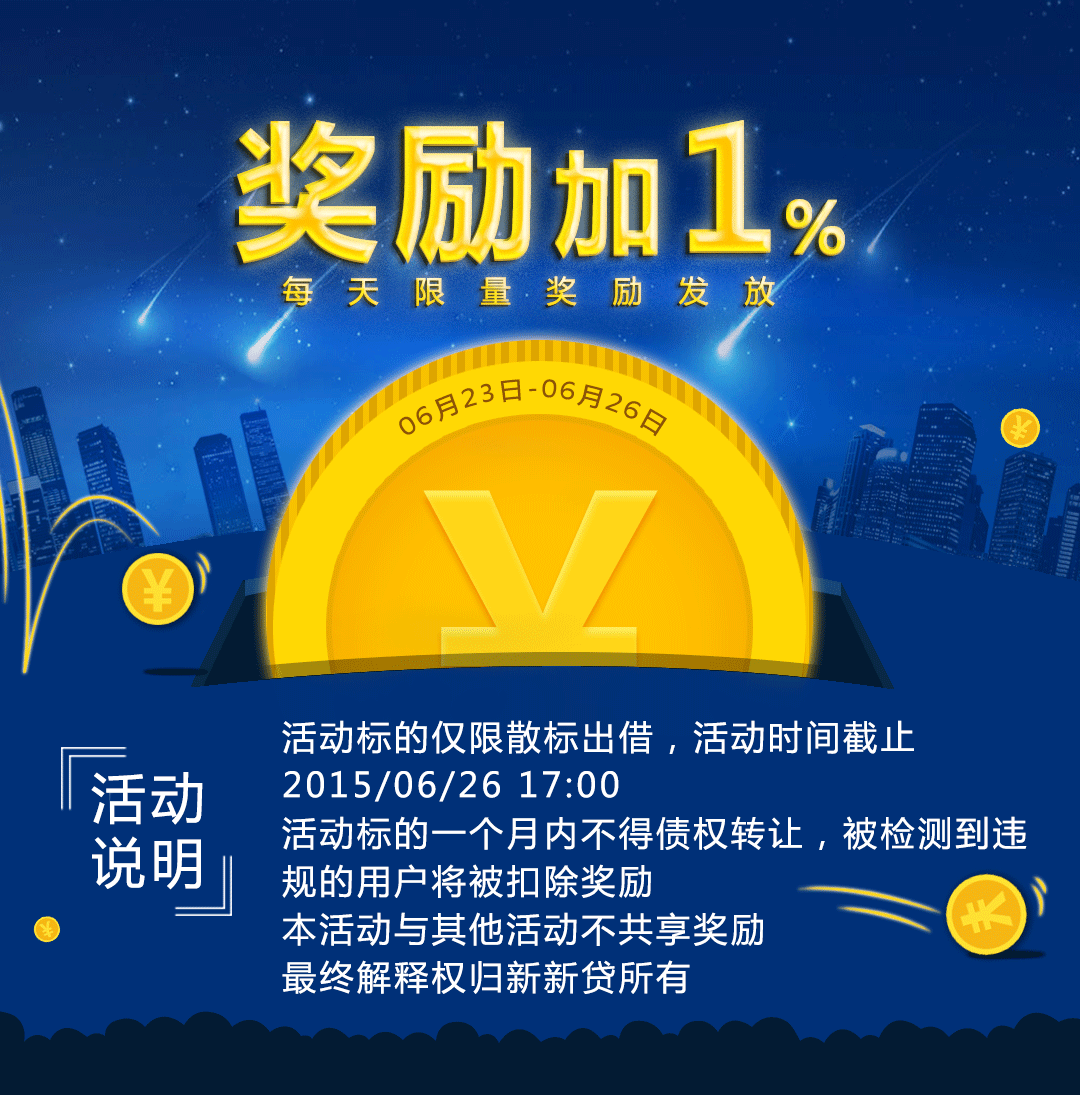 奖励加1%
每天限量奖励发放
06月23日-06月26日
¥
¥
¥
活动标的仅限散标出借，活动时间截止
2015/06/26 17:00
活动标的一个月内不得债权转让，被检测到违
规的用户将被扣除奖励
本活动与其他活动不共享奖励
最终解释权归新新贷所有
活动
说明
¥
¥